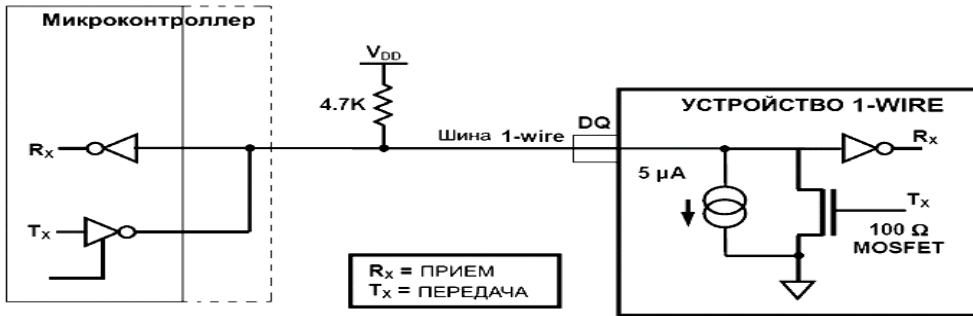 Микроконтроллер
VDD
4.7K
УСТРОЙСТВО 1-WIRE
DQ
Шина 1-wire
RX
RX
5 μA
TX
TX
100 Ω
MOSFET
RX = ПРИЕМ
TX = ПЕРЕДАЧА